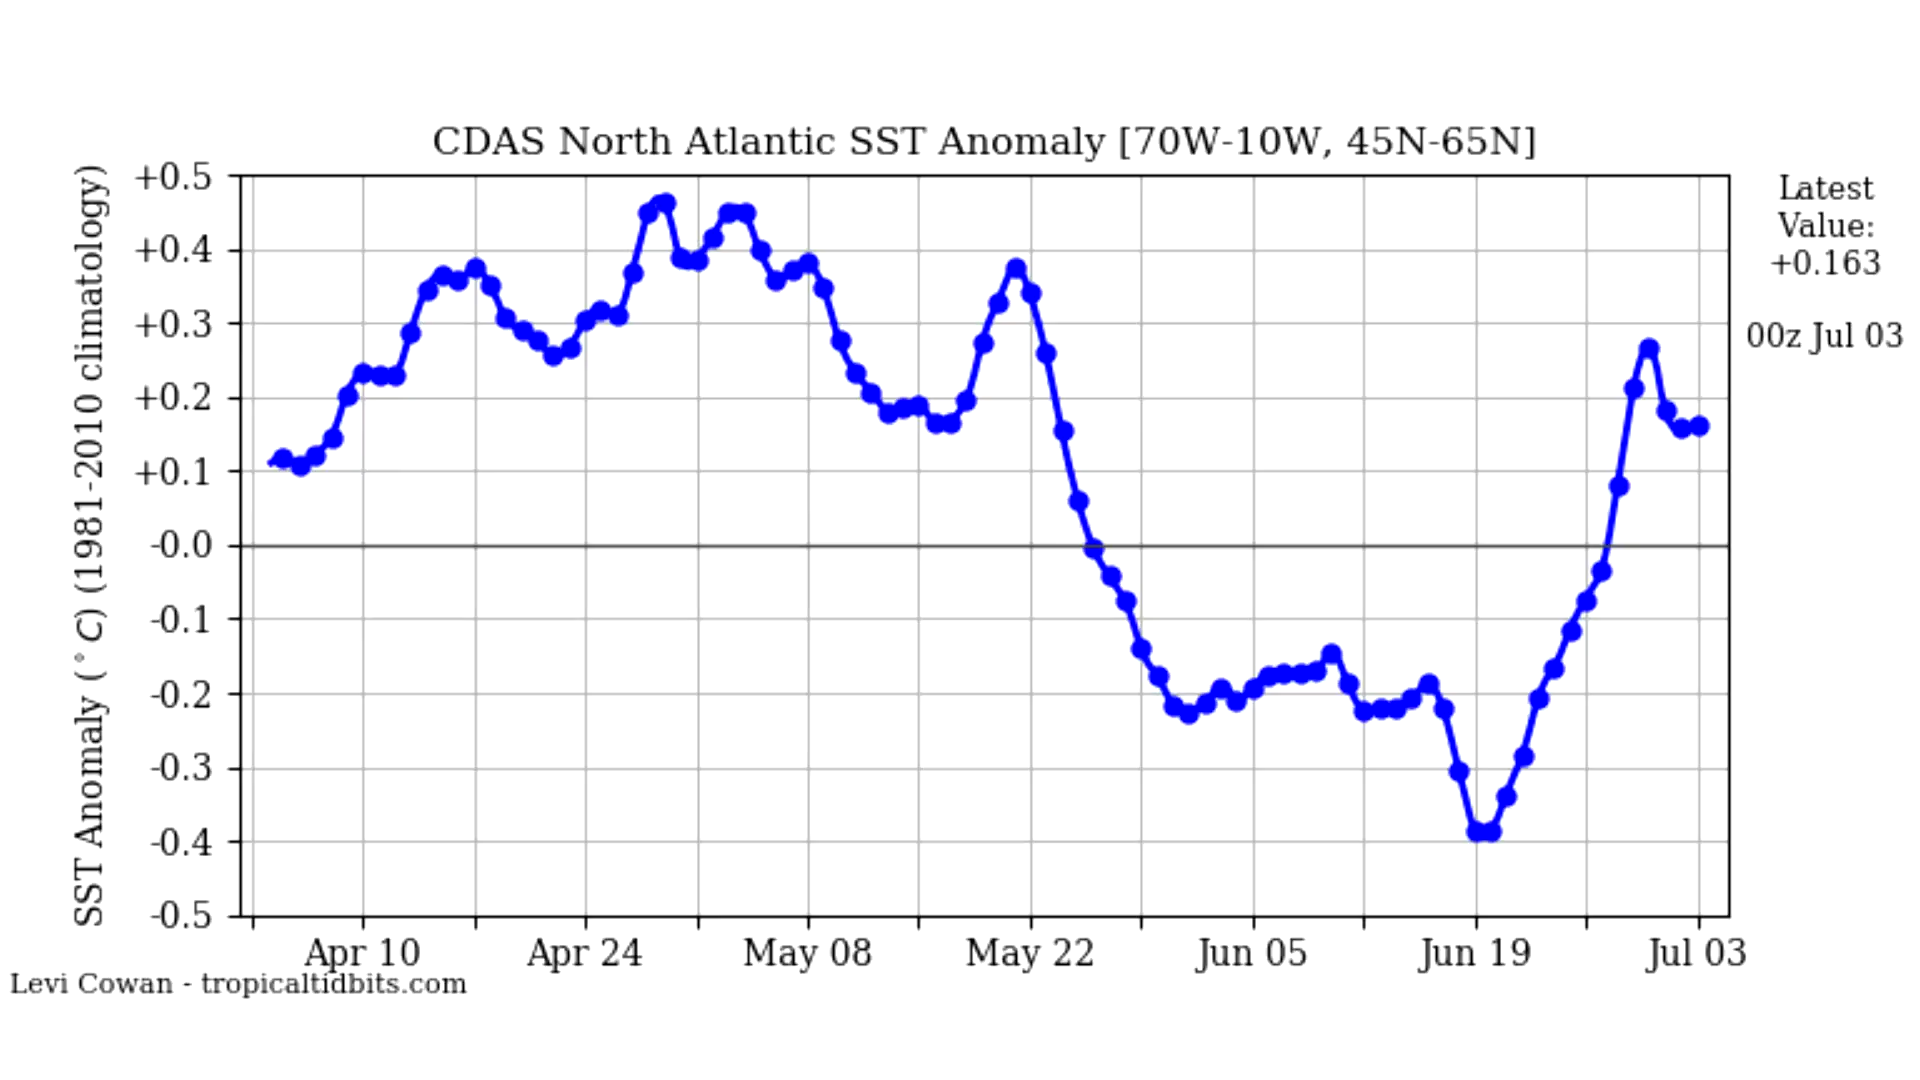 CDAS North Atlantic SST Anomaly [70W-10W, 45N-65N]
SST Anomaly (°C) (1981-2010 climatology)
+0.5
+0.4
+0.3
+0.2
+0.1
-0.0
-0.1
-0.2
-0.3
-0.4
-0.5
Apr 10
Apr 24
May 08
May 22
Jun 05
Jun 19
Jul 03
Latest
Value:
+0.163
00z Jul 03
Levi Cowan - tropicaltidbits.com